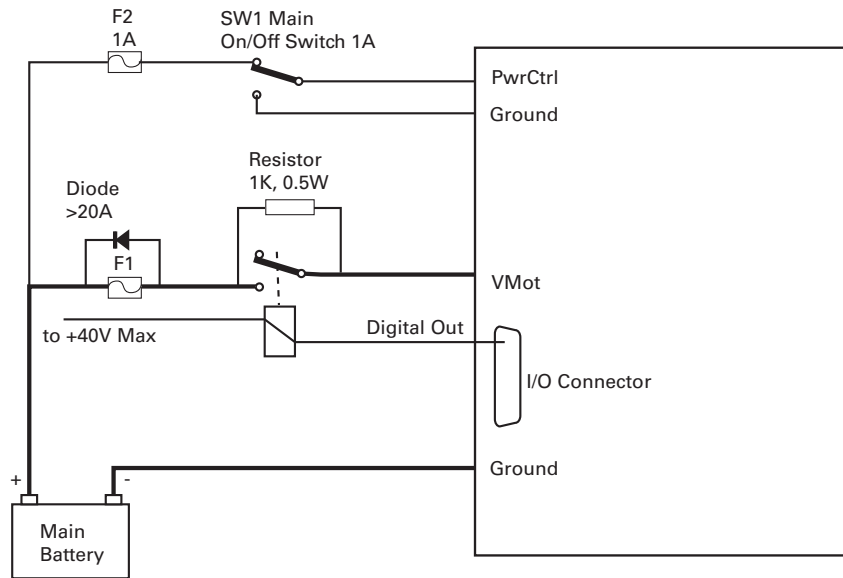 F2
1A
SW1 Main
On/Off Switch 1A
PwrCtrl
Ground
Resistor
1K, 0.5W
Diode
>20A
F1
VMot
to +40V Max
Digital Out
I/O Connector
Ground
+
-
Main
Battery